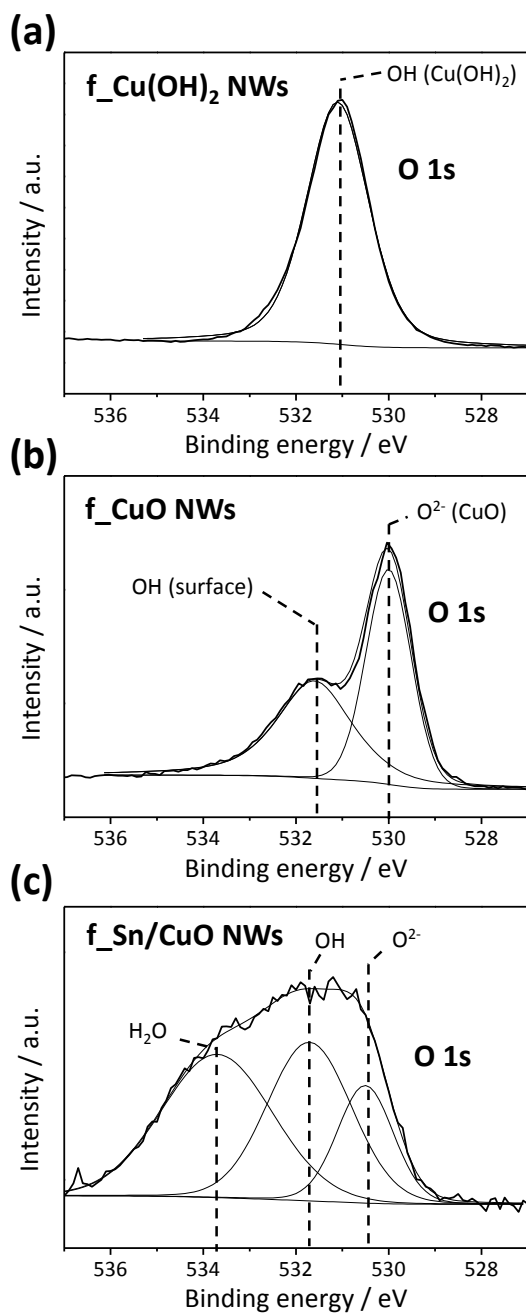 (a)
f_Cu(OH)₂ NWs
OH (Cu(OH)₂)
O 1s
Intensity / a.u.
536 534 532 530 528
Binding energy / eV
(b)
f_CuO NWs
O²⁻ (CuO)
OH (surface)
O 1s
Intensity / a.u.
536 534 532 530 528
Binding energy / eV
(c)
f_Sn/CuO NWs
OH
O²⁻
H₂O
O 1s
Intensity / a.u.
536 534 532 530 528
Binding energy / eV